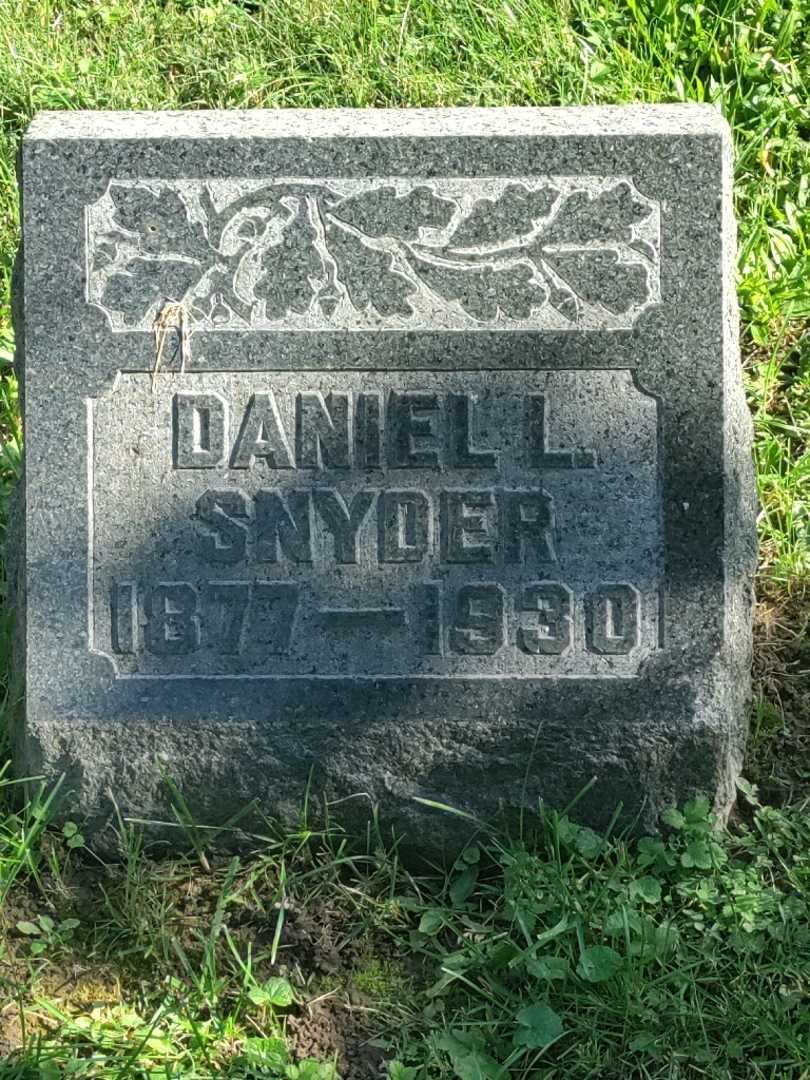 DANIEL L.
SNYDER
1877—1930